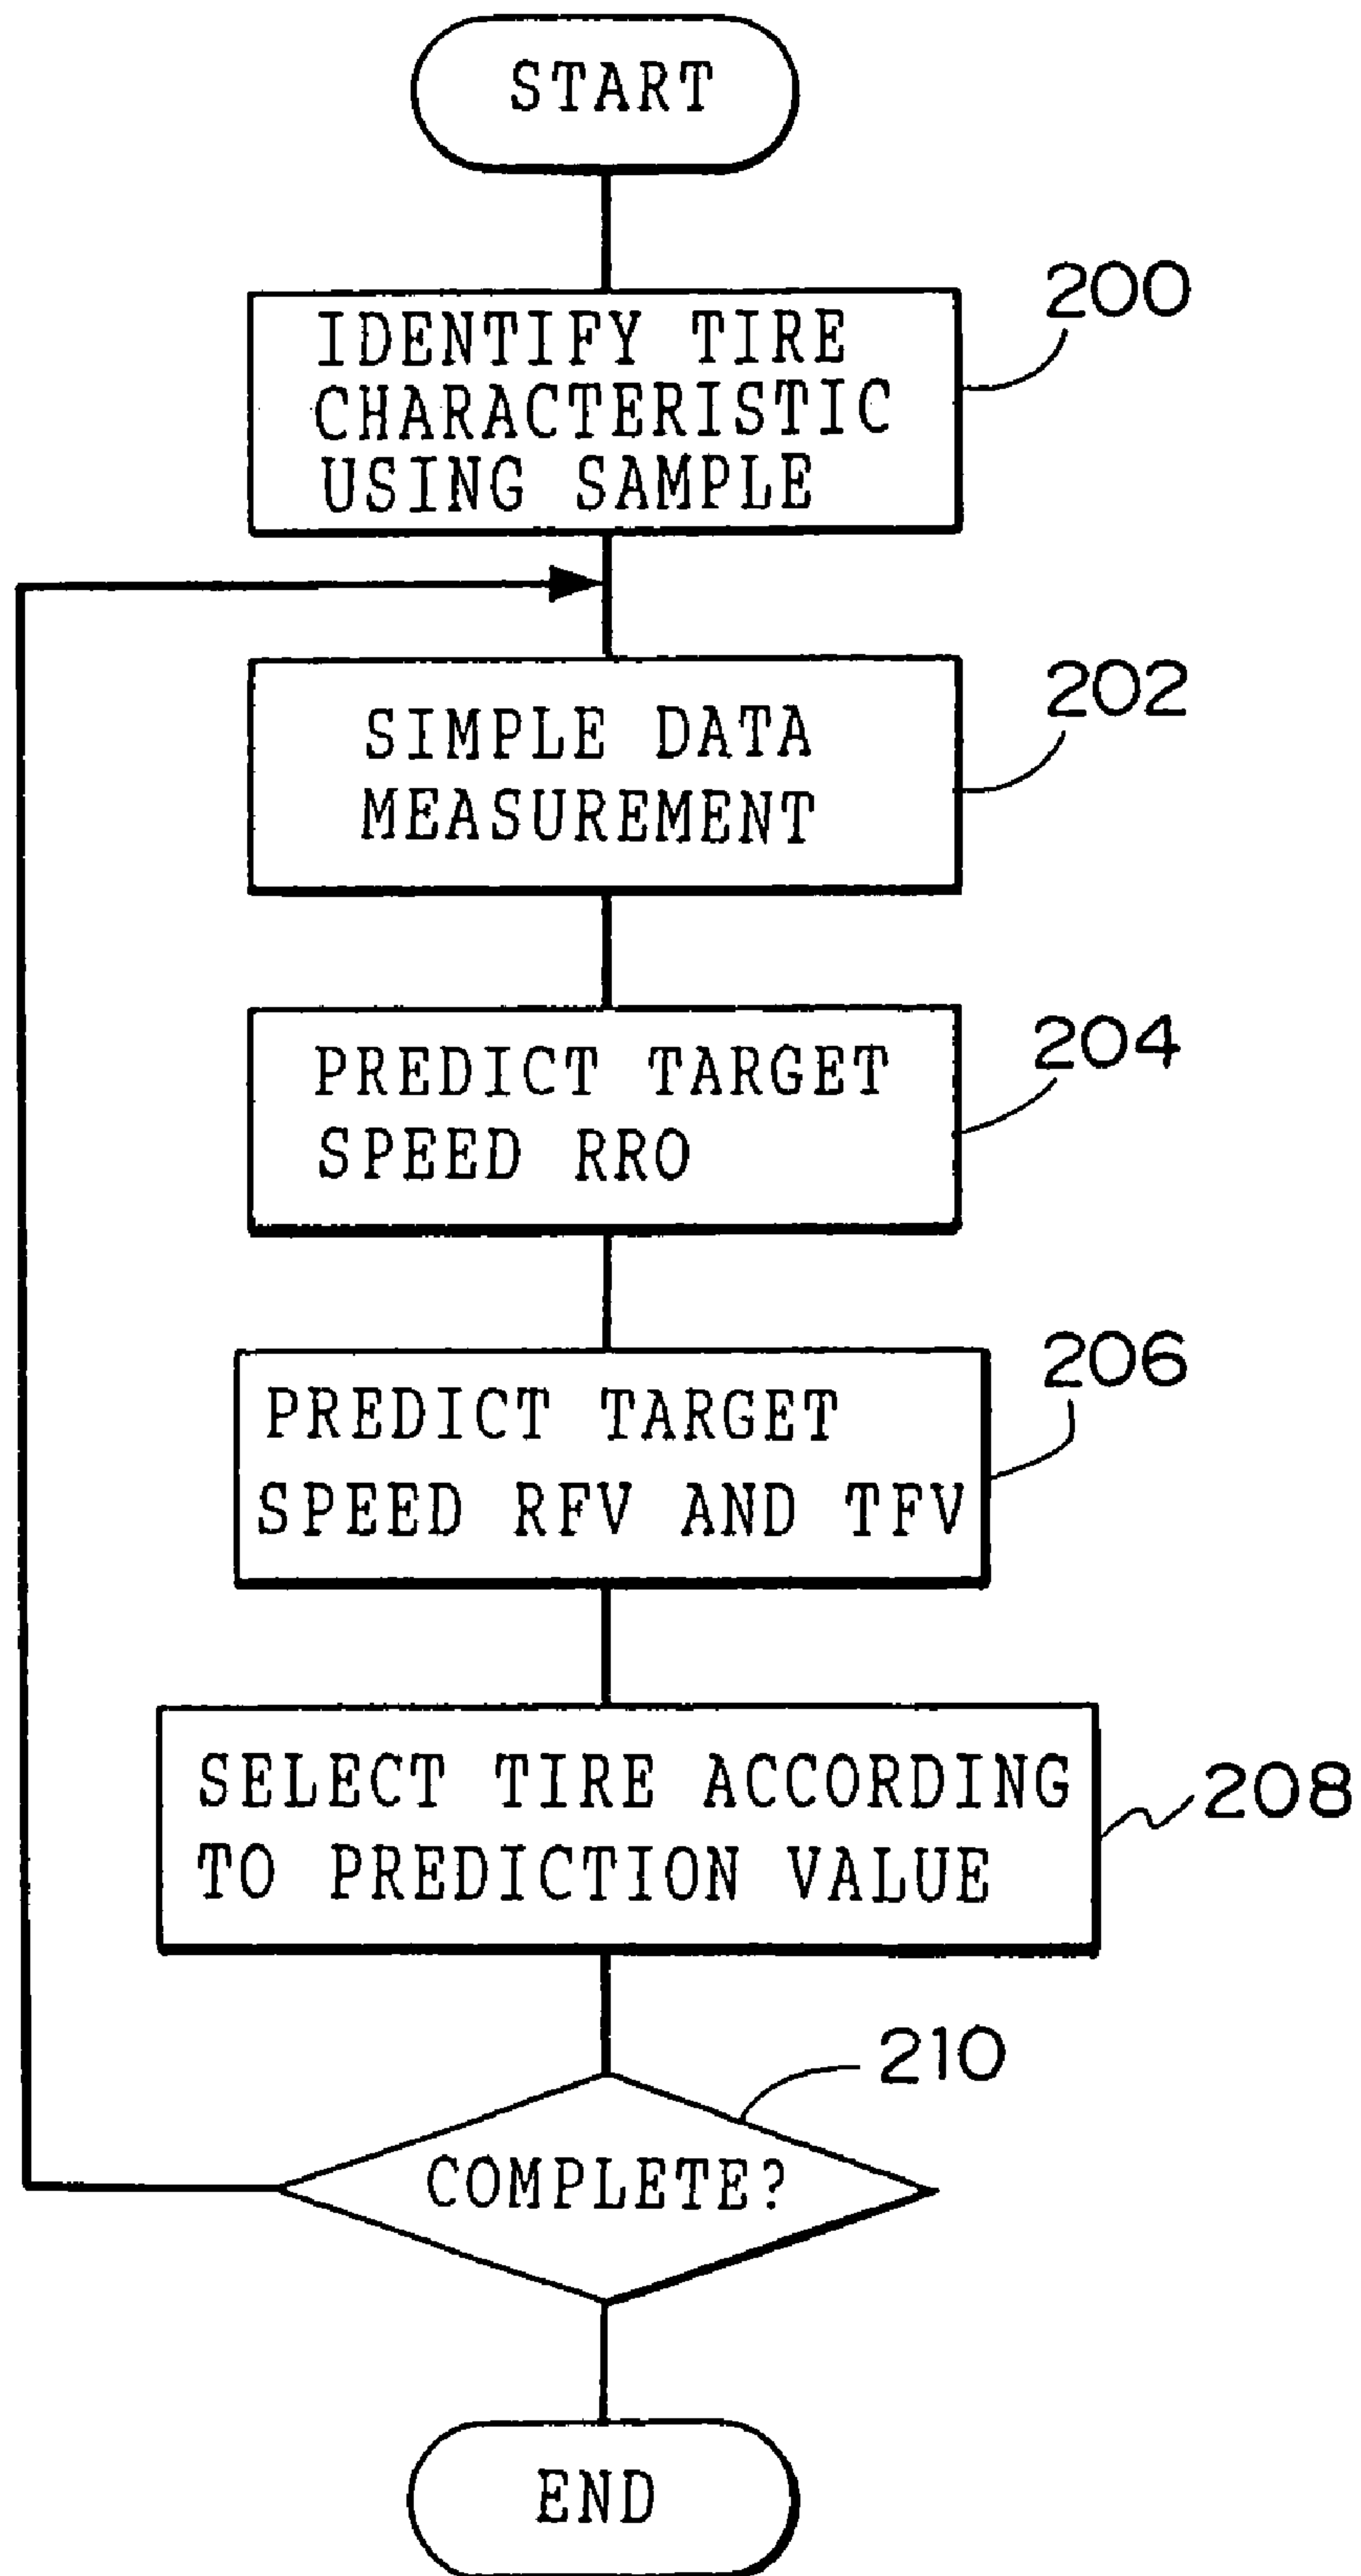 START
IDENTIFY TIRE
CHARACTERISTIC
USING SAMPLE
200
SIMPLE DATA
MEASUREMENT
202
PREDICT TARGET
SPEED RRO
204
PREDICT TARGET
SPEED RFV AND TFV
206
SELECT TIRE ACCORDING
TO PREDICTION VALUE
208
COMPLETE?
210
END